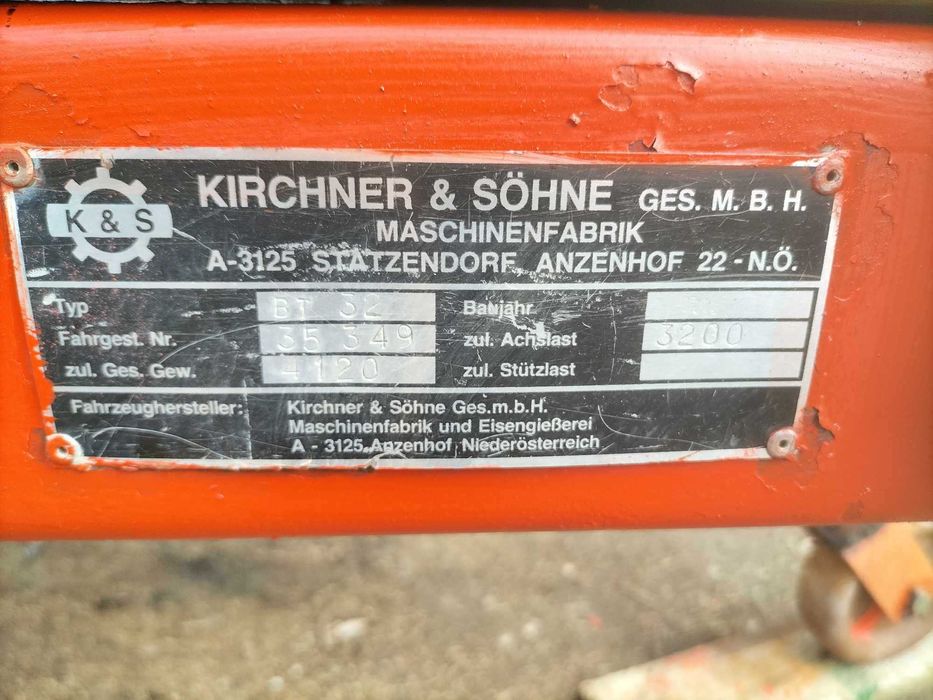 K & S
KIRCHNER & SÖHNE GES. M. B. H.
MASCHINENFABRIK
A-3125 STATZENDORF, ANZENHOF 22 - N.Ö.
Typ BT 32 Baujahr
Fahrgest. Nr. 35 349 zul. Achslast 3200
zul. Ges. Gew. 4120 zul. Stützlast
Fahrzeughersteller: Kirchner & Söhne Ges.m.b.H.
Maschinenfabrik und Eisengießerei
A - 3125 Anzenhof Niederösterreich